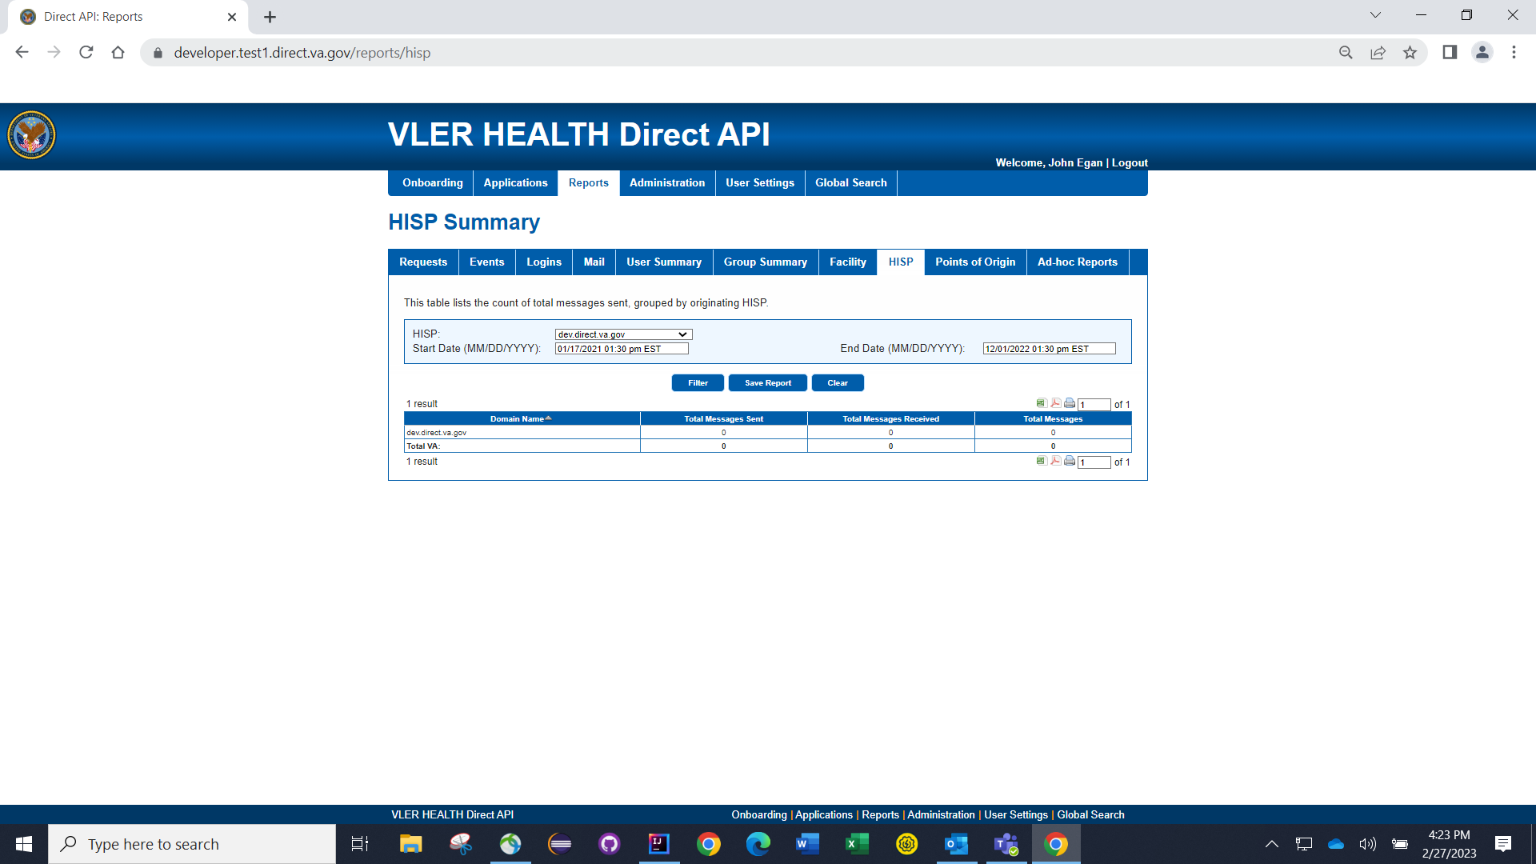 Direct API: Reports
developer.test1.direct.va.gov/reports/hisp
VLER HEALTH Direct API
Welcome, John Egan | Logout
Onboarding Applications Reports Administration User Settings Global Search
HISP Summary
Requests Events Logins Mail User Summary Group Summary Facility HISP Points of Origin Ad-hoc Reports
This table lists the count of total messages sent, grouped by originating HISP.
HISP: dev.direct.va.gov
Start Date (MM/DD/YYYY): 01/17/2021 01:30 pm EST End Date (MM/DD/YYYY): 12/01/2022 01:30 pm EST
Filter Save Report Clear
1 result 1 of 1
Domain Name Total Messages Sent Total Messages Received Total Messages
dev.direct.va.gov 0 0 0
Total VA: 0 0 0
1 result 1 of 1
VLER HEALTH Direct API Onboarding | Applications | Reports | Administration | User Settings | Global Search
Type here to search
4:23 PM
2/27/2023